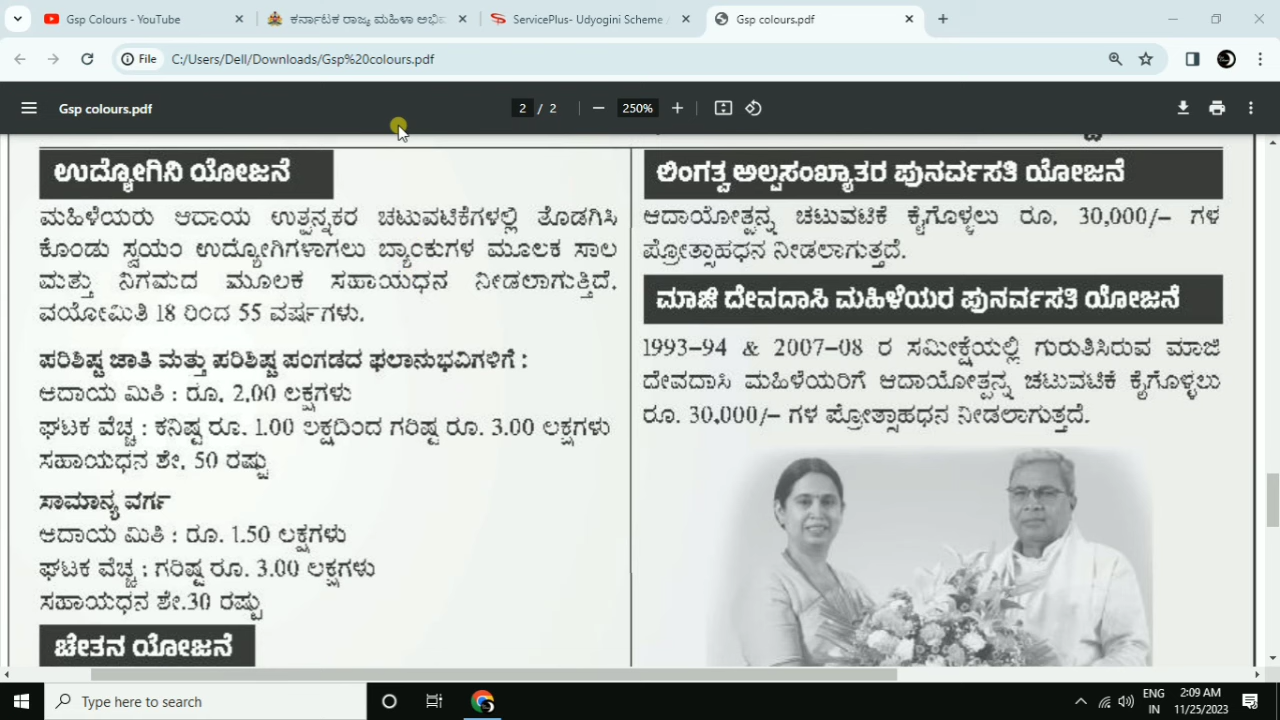 Gsp Colours - YouTube
ಕರ್ನಾಟಕ ರಾಜ್ಯ ಮಹಿಳಾ ಅಭಿವ
ServicePlus- Udyogini Scheme
Gsp colours.pdf
File C:/Users/Dell/Downloads/Gsp%20colours.pdf
Gsp colours.pdf
2 / 2
250%
ಉದ್ಯೋಗಿನಿ ಯೋಜನೆ
ಮಹಿಳೆಯರು ಆದಾಯ ಉತ್ಪನ್ನಕರ ಚಟುವಟಿಕೆಗಳಲ್ಲಿ ತೊಡಗಿಸಿ
ಕೊಂಡು ಸ್ವಯಂ ಉದ್ಯೋಗಿಗಳಾಗಲು ಬ್ಯಾಂಕುಗಳ ಮೂಲಕ ಸಾಲ
ಮತ್ತು ನಿಗಮದ ಮೂಲಕ ಸಹಾಯಧನ ನೀಡಲಾಗುತ್ತಿದೆ.
ವಯೋಮಿತಿ 18 ರಿಂದ 55 ವರ್ಷಗಳು.
ಪರಿಶಿಷ್ಟ ಜಾತಿ ಮತ್ತು ಪರಿಶಿಷ್ಟ ಪಂಗಡದ ಫಲಾನುಭವಿಗಳಿಗೆ :
ಆದಾಯ ಮಿತಿ : ರೂ. 2.00 ಲಕ್ಷಗಳು
ಘಟಕ ವೆಚ್ಚ : ಕನಿಷ್ಟ ರೂ. 1.00 ಲಕ್ಷದಿಂದ ಗರಿಷ್ಟ ರೂ. 3.00 ಲಕ್ಷಗಳು
ಸಹಾಯಧನ ಶೇ. 50 ರಷ್ಟು
ಸಾಮಾನ್ಯ ವರ್ಗ
ಆದಾಯ ಮಿತಿ : ರೂ. 1.50 ಲಕ್ಷಗಳು
ಘಟಕ ವೆಚ್ಚ : ಗರಿಷ್ಟ ರೂ. 3.00 ಲಕ್ಷಗಳು
ಸಹಾಯಧನ ಶೇ.30 ರಷ್ಟು
ಚೇತನ ಯೋಜನೆ
ಲಿಂಗತ್ವ ಅಲ್ಪಸಂಖ್ಯಾತರ ಪುನರ್ವಸತಿ ಯೋಜನೆ
ಆದಾಯೋತ್ಪನ್ನ ಚಟುವಟಿಕೆ ಕೈಗೊಳ್ಳಲು ರೂ. 30,000/– ಗಳ
ಪ್ರೋತ್ಸಾಹಧನ ನೀಡಲಾಗುತ್ತದೆ.
ಮಾಜಿ ದೇವದಾಸಿ ಮಹಿಳೆಯರ ಪುನರ್ವಸತಿ ಯೋಜನೆ
1993–94 & 2007–08 ರ ಸಮೀಕ್ಷೆಯಲ್ಲಿ ಗುರುತಿಸಿರುವ ಮಾಜಿ
ದೇವದಾಸಿ ಮಹಿಳೆಯರಿಗೆ ಆದಾಯೋತ್ಪನ್ನ ಚಟುವಟಿಕೆ ಕೈಗೊಳ್ಳಲು
ರೂ. 30,000/– ಗಳ ಪ್ರೋತ್ಸಾಹಧನ ನೀಡಲಾಗುತ್ತದೆ.
Type here to search
ENG
IN
2:09 AM
11/25/2023